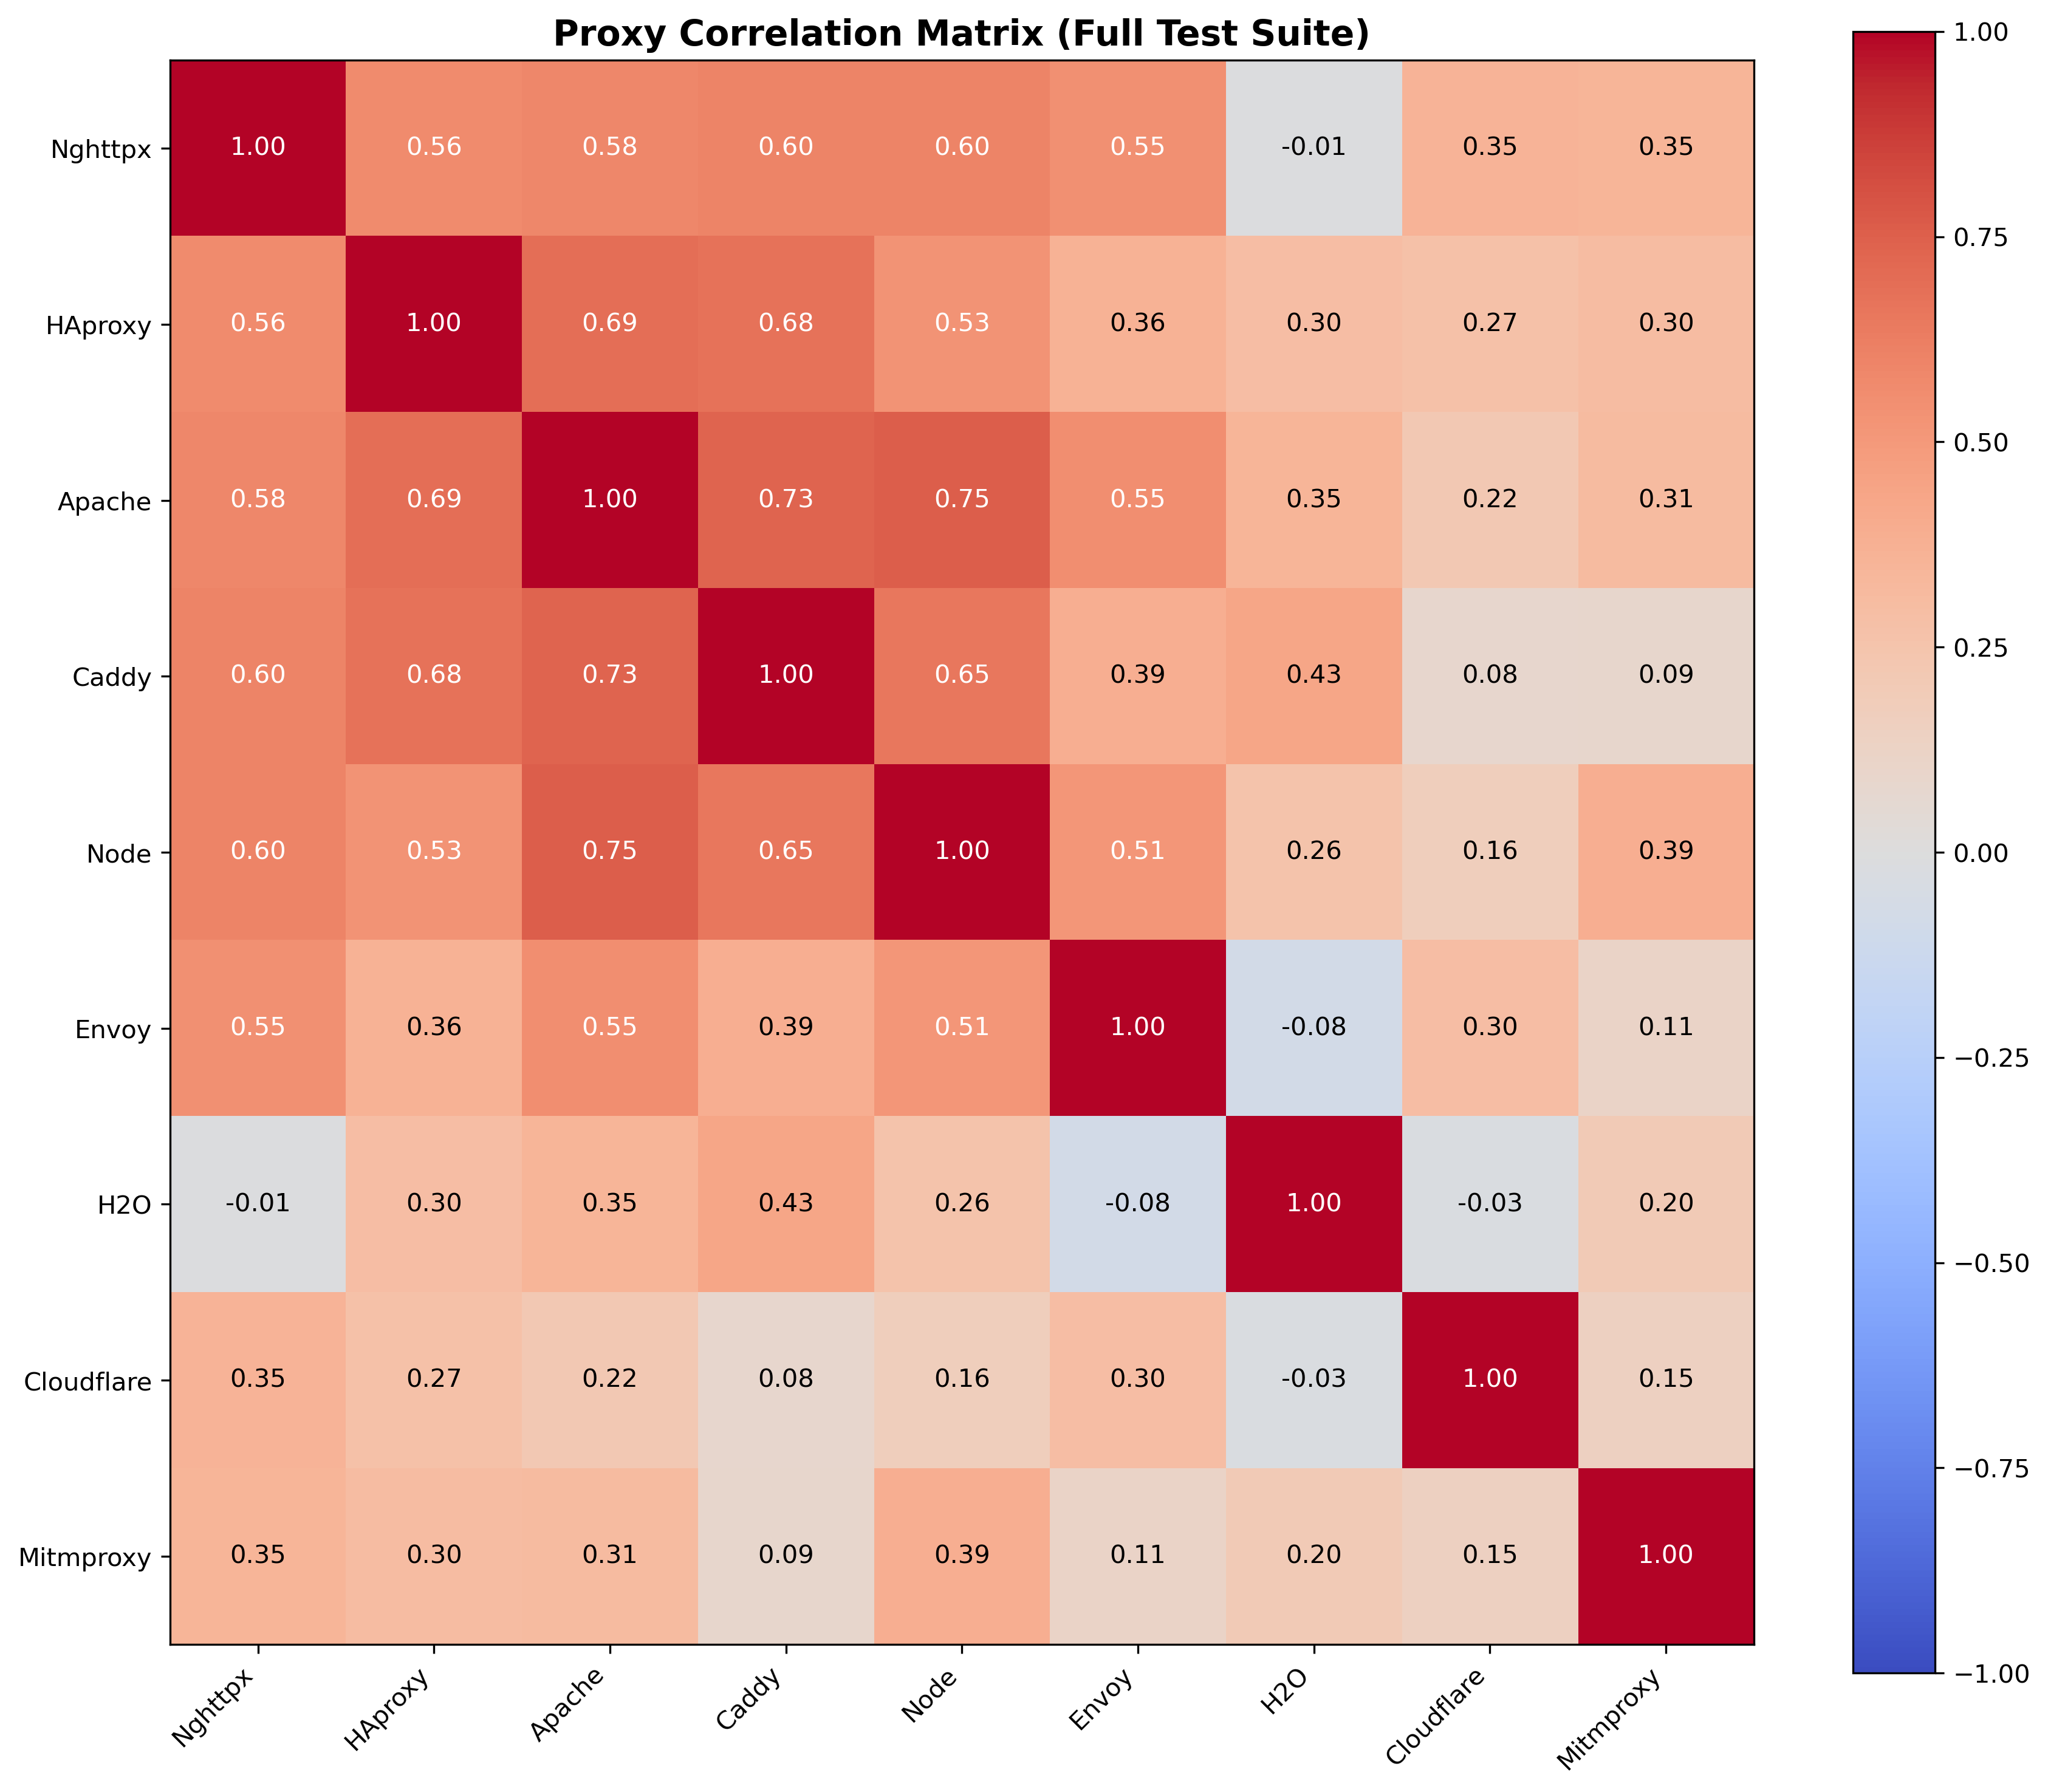 Proxy Correlation Matrix (Full Test Suite)
Nghttpx 1.00 0.56 0.58 0.60 0.60 0.55 -0.01 0.35 0.35
HAproxy 0.56 1.00 0.69 0.68 0.53 0.36 0.30 0.27 0.30
Apache 0.58 0.69 1.00 0.73 0.75 0.55 0.35 0.22 0.31
Caddy 0.60 0.68 0.73 1.00 0.65 0.39 0.43 0.08 0.09
Node 0.60 0.53 0.75 0.65 1.00 0.51 0.26 0.16 0.39
Envoy 0.55 0.36 0.55 0.39 0.51 1.00 -0.08 0.30 0.11
H2O -0.01 0.30 0.35 0.43 0.26 -0.08 1.00 -0.03 0.20
Cloudflare 0.35 0.27 0.22 0.08 0.16 0.30 -0.03 1.00 0.15
Mitmproxy 0.35 0.30 0.31 0.09 0.39 0.11 0.20 0.15 1.00
Nghttpx HAproxy Apache Caddy Node Envoy H2O Cloudflare Mitmproxy
1.00
0.75
0.50
0.25
0.00
−0.25
−0.50
−0.75
−1.00